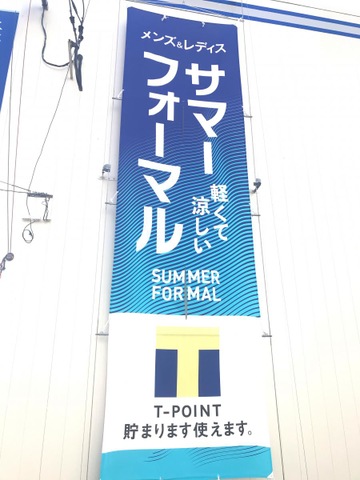 メンズ&レディス
サマー
フォーマル
軽くて
涼しい
SUMMER
FORMAL
T
T-POINT
貯まります使えます。